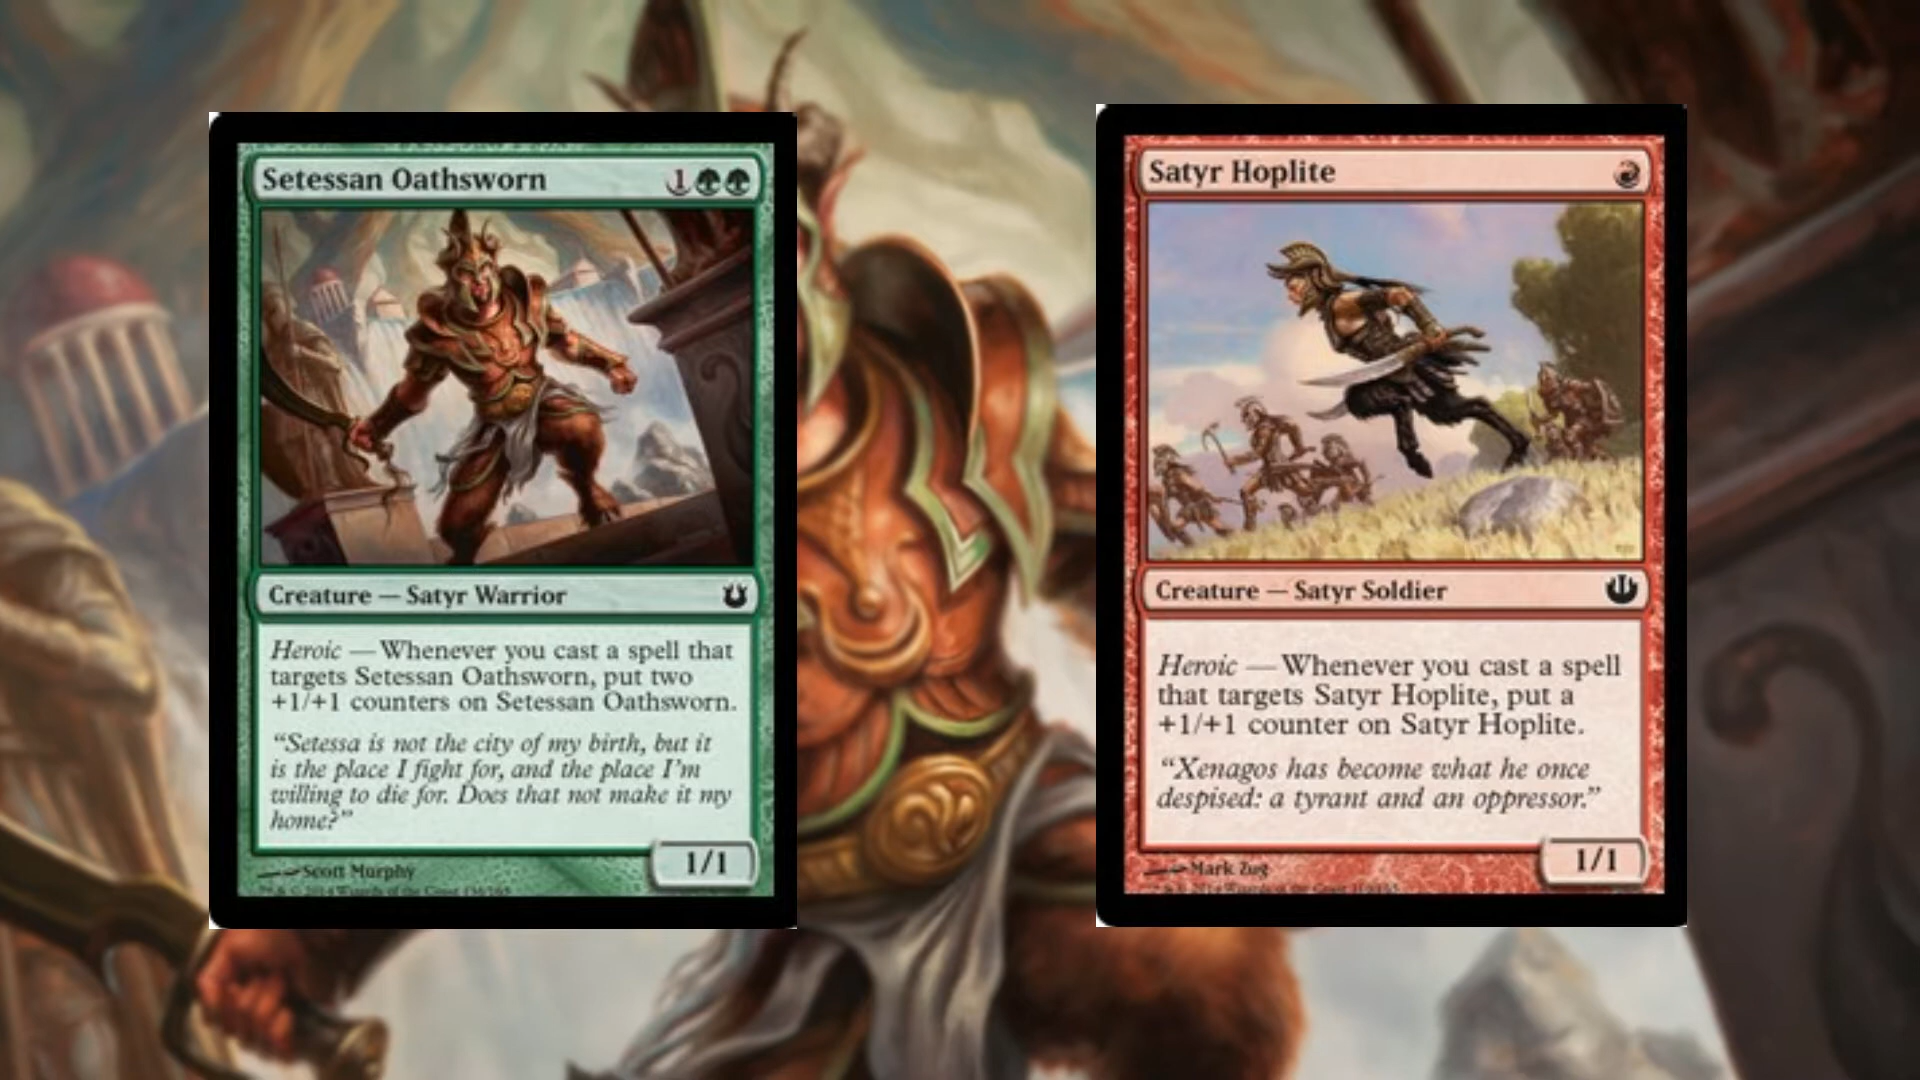 Setessan Oathsworn
1
Creature — Satyr Warrior
Heroic — Whenever you cast a spell that
targets Setessan Oathsworn, put two
+1/+1 counters on Setessan Oathsworn.
“Setessa is not the city of my birth, but it
is the place I fight for, and the place I’m
willing to die for. Does that not make it my
home?”
1/1
Scott Murphy
Satyr Hoplite
Creature — Satyr Soldier
Heroic — Whenever you cast a spell
that targets Satyr Hoplite, put a
+1/+1 counter on Satyr Hoplite.
“Xenagos has become what he once
despised: a tyrant and an oppressor.”
1/1
Mark Zug